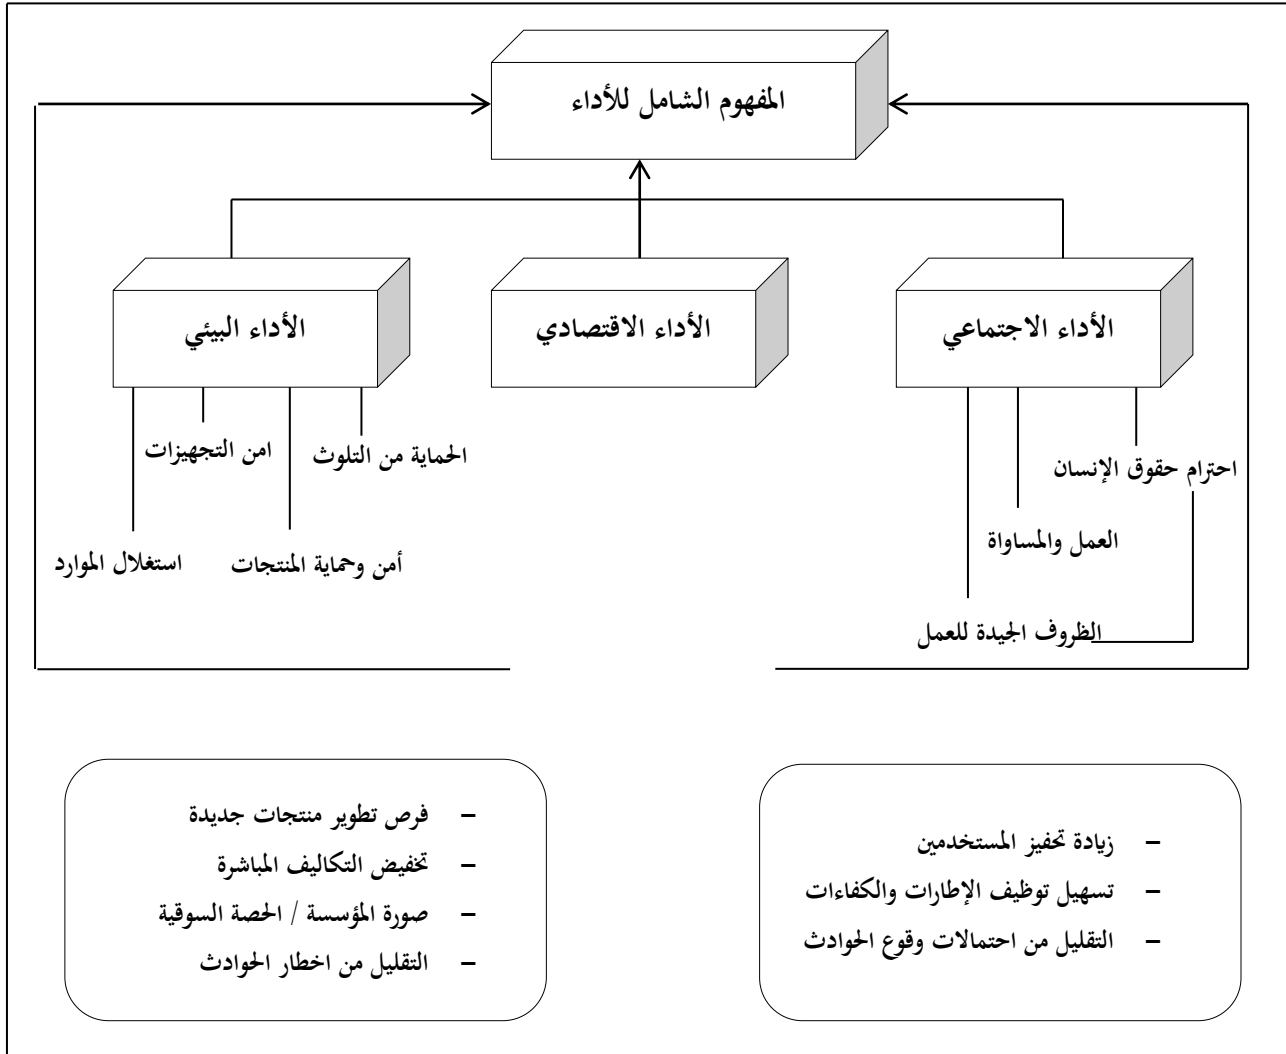 المفهوم الشامل للأداء
الأداء الاجتماعي
الأداء الاقتصادي
الأداء البيئي
احترام حقوق الإنسان
العمل والمساواة
الظروف الجيدة للعمل
الحماية من التلوث
امن التجهيزات
أمن وحماية المنتجات
استغلال الموارد
– زيادة تحفيز المستخدمين
– تسهيل توظيف الإطارات والكفاءات
– التقليل من احتمالات وقوع الحوادث
– فرص تطوير منتجات جديدة
– تخفيض التكاليف المباشرة
– صورة المؤسسة / الحصة السوقية
– التقليل من اخطار الحوادث